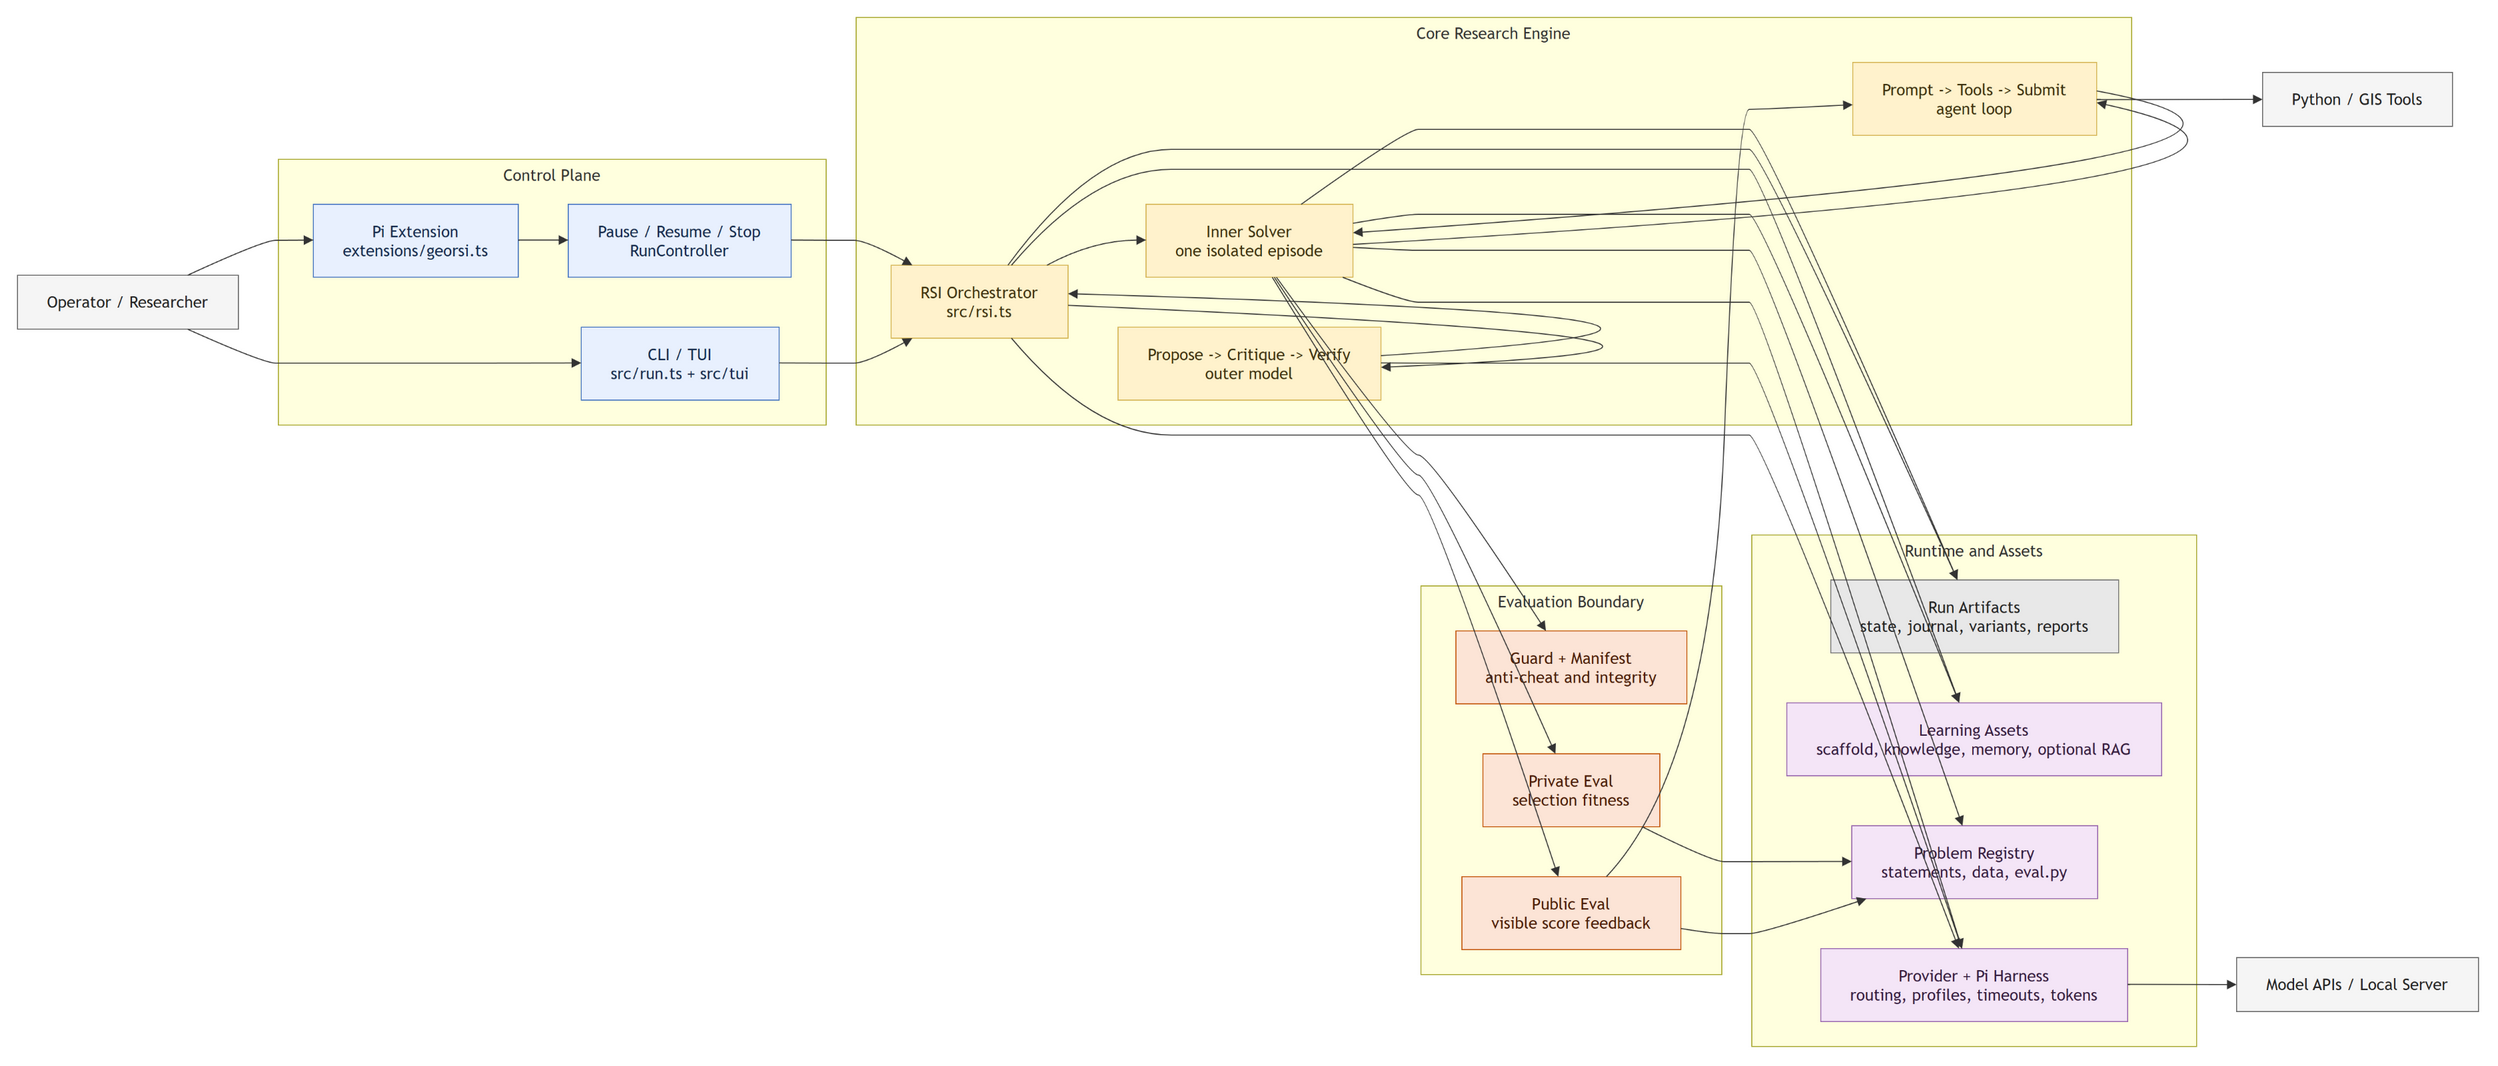 Operator / Researcher
Control Plane
Pi Extension
extensions/georsi.ts
Pause / Resume / Stop
RunController
CLI / TUI
src/run.ts + src/tui
Core Research Engine
RSI Orchestrator
src/rsi.ts
Inner Solver
one isolated episode
Propose -> Critique -> Verify
outer model
Prompt -> Tools -> Submit
agent loop
Python / GIS Tools
Evaluation Boundary
Guard + Manifest
anti-cheat and integrity
Private Eval
selection fitness
Public Eval
visible score feedback
Runtime and Assets
Run Artifacts
state, journal, variants, reports
Learning Assets
scaffold, knowledge, memory, optional RAG
Problem Registry
statements, data, eval.py
Provider + Pi Harness
routing, profiles, timeouts, tokens
Model APIs / Local Server